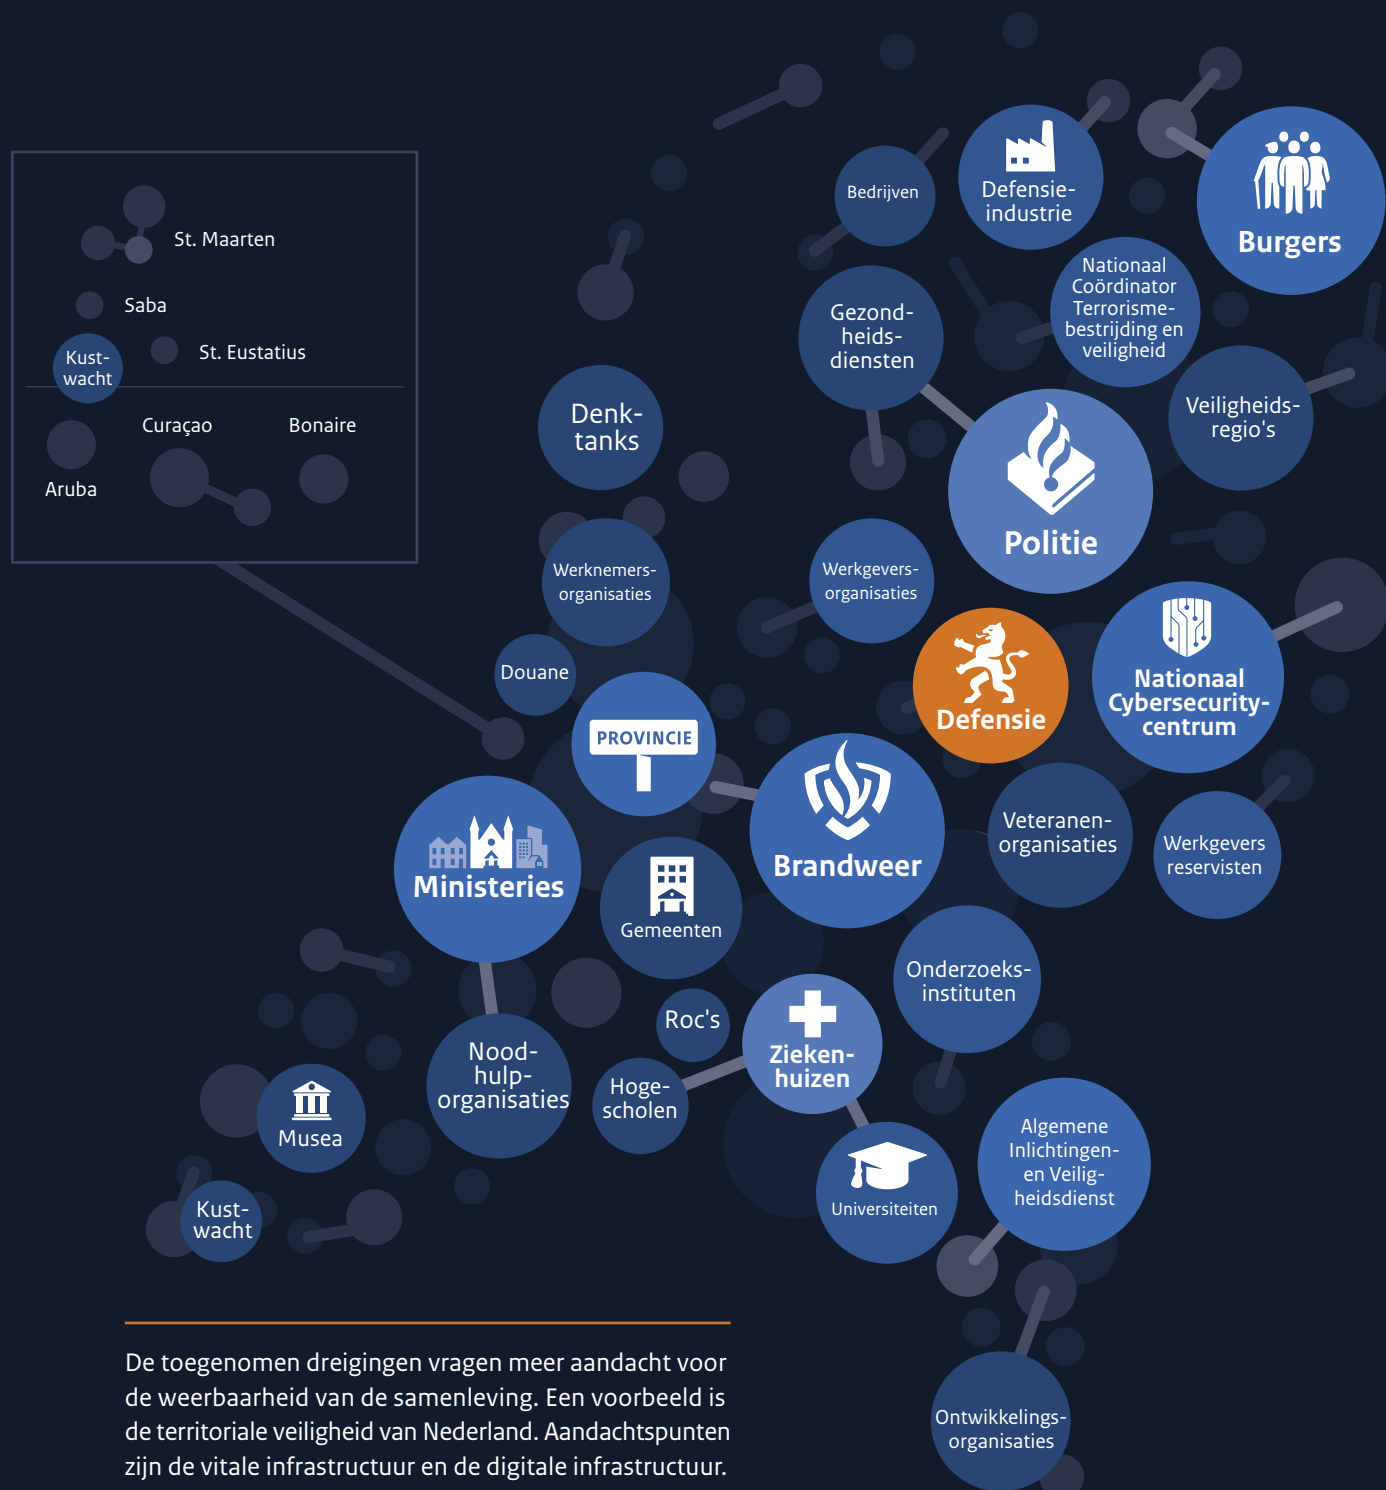 St. Maarten
Saba
St. Eustatius
Kust-
wacht
Curaçao
Bonaire
Aruba
Bedrijven
Defensie-
industrie
Burgers
Nationaal
Coördinator
Terrorisme-
bestrijding en
veiligheid
Gezond-
heids-
diensten
Veiligheids-
regio's
Denk-
tanks
Politie
Werknemers-
organisaties
Werkgevers-
organisaties
Douane
Defensie
Nationaal
Cybersecurity-
centrum
PROVINCIE
Ministeries
Brandweer
Veteranen-
organisaties
Werkgevers
reservisten
Gemeenten
Onderzoeks-
instituten
Roc's
Zieken-
huizen
Nood-
hulp-
organisaties
Hoge-
scholen
Musea
Algemene
Inlichtingen-
en Veilig-
heidsdienst
Universiteiten
Kust-
wacht
De toegenomen dreigingen vragen meer aandacht voor
de weerbaarheid van de samenleving. Een voorbeeld is
de territoriale veiligheid van Nederland. Aandachtspunten
zijn de vitale infrastructuur en de digitale infrastructuur.
Ontwikkelings-
organisaties